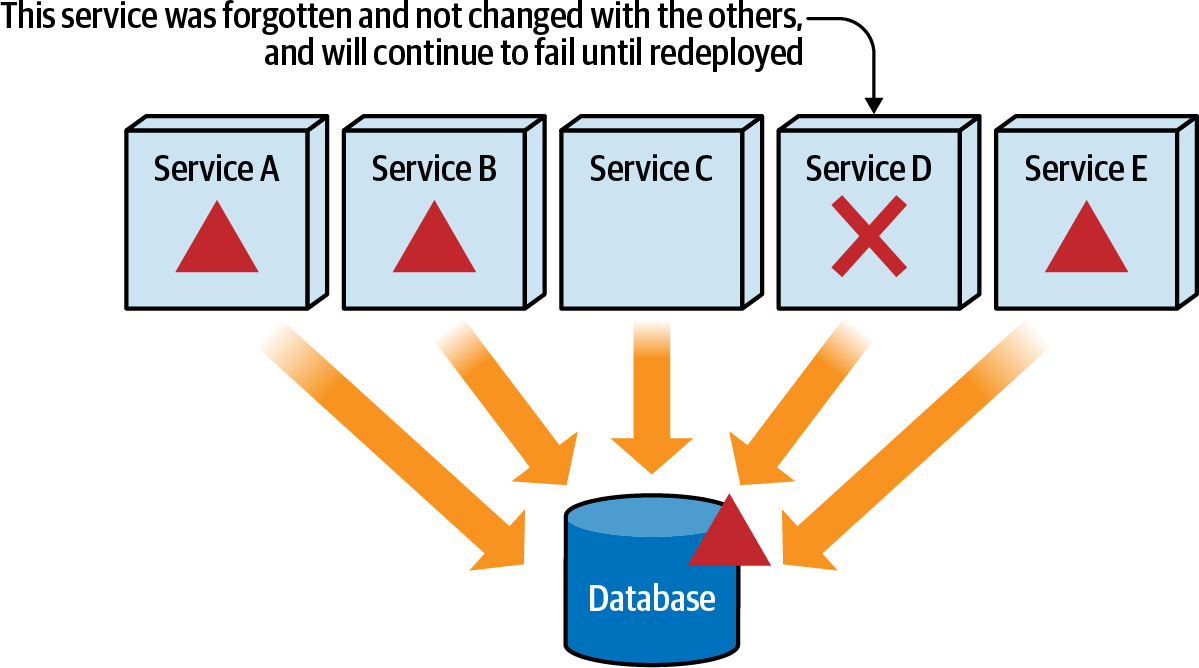 This service was forgotten and not changed with the others,
and will continue to fail until redeployed
Service A
Service B
Service C
Service D
Service E
Database